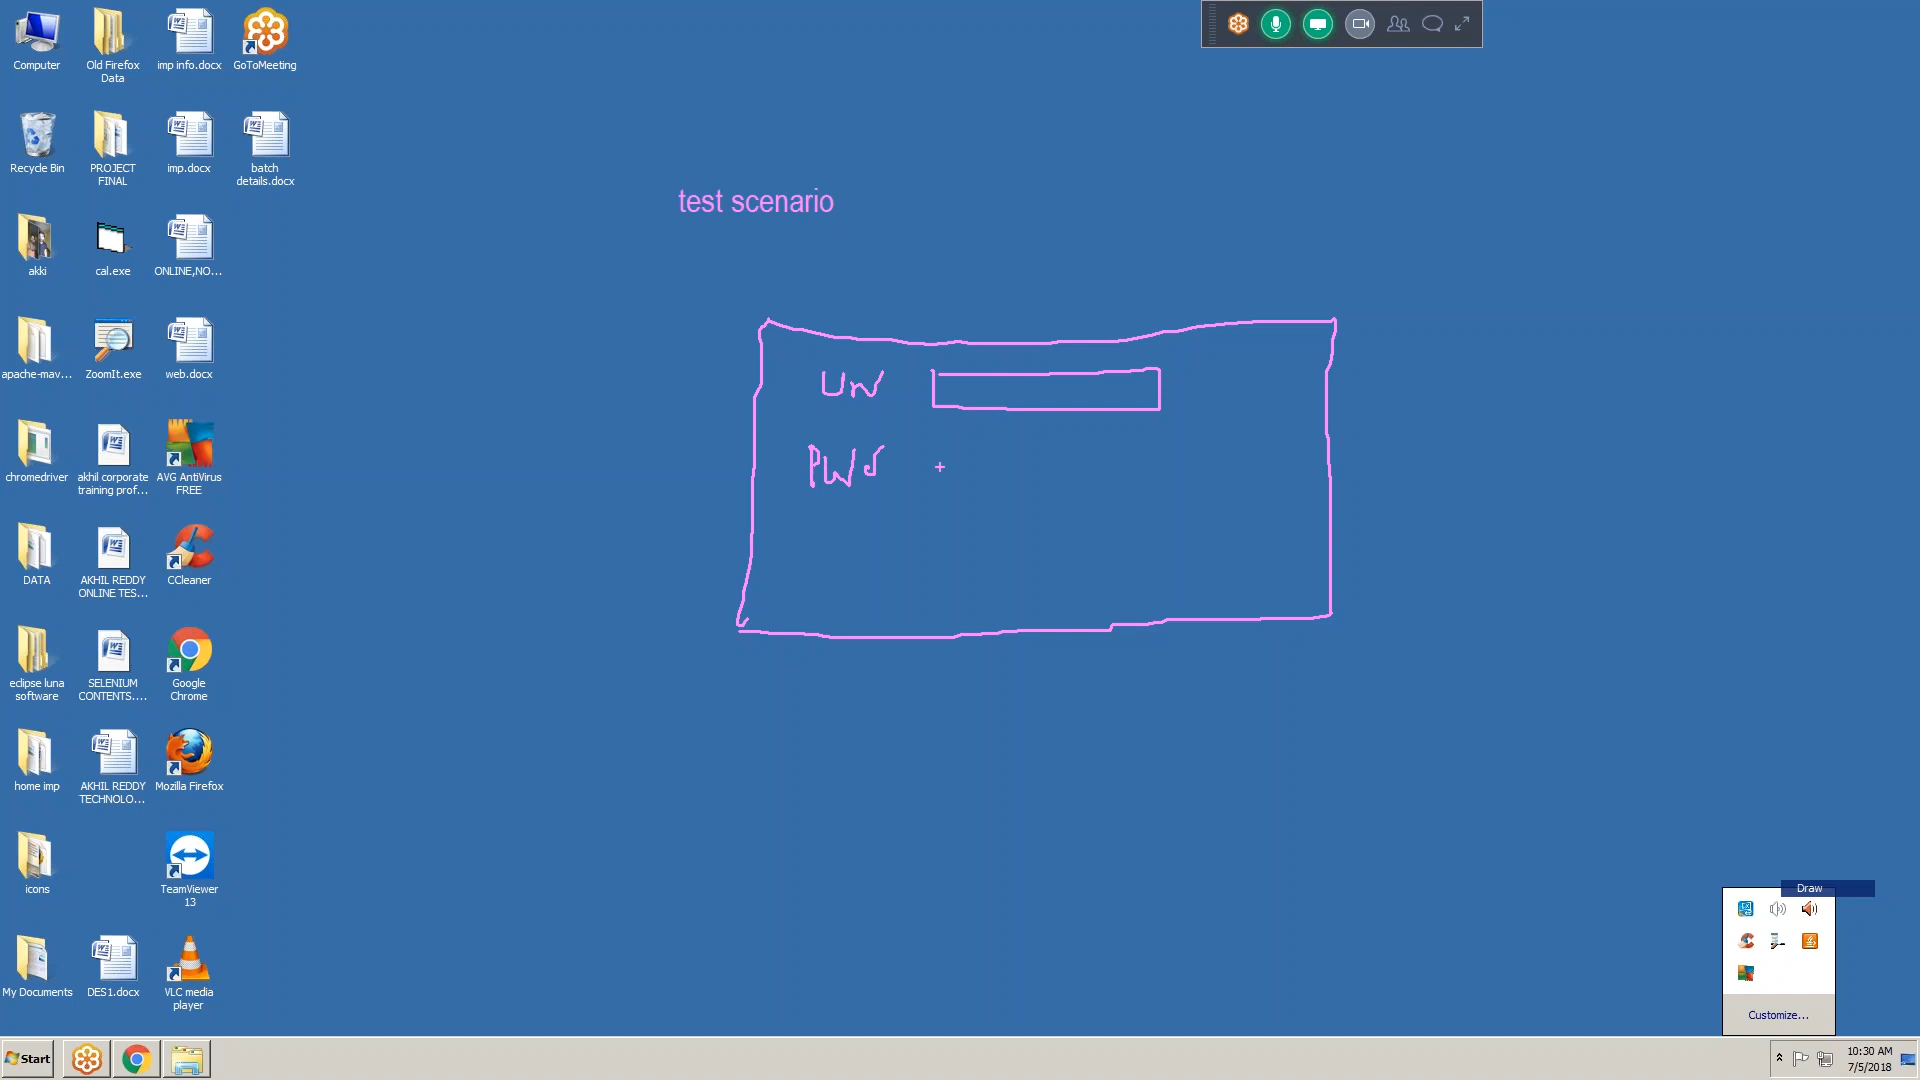 Computer
Old Firefox
Data
imp info.docx
GoToMeeting
Recycle Bin
PROJECT
FINAL
imp.docx
batch
details.docx
test scenario
akki
cal.exe
ONLINE,NO...
apache-mav...
ZoomIt.exe
web.docx
UN
PWd
chromedriver
akhil corporate
training prof...
AVG AntiVirus
FREE
DATA
AKHIL REDDY
ONLINE TES...
CCleaner
eclipse luna
software
SELENIUM
CONTENTS....
Google
Chrome
home imp
AKHIL REDDY
TECHNOLO...
Mozilla Firefox
icons
TeamViewer
13
My Documents
DES1.docx
VLC media
player
Draw
Customize...
Start
10:30 AM
7/5/2018